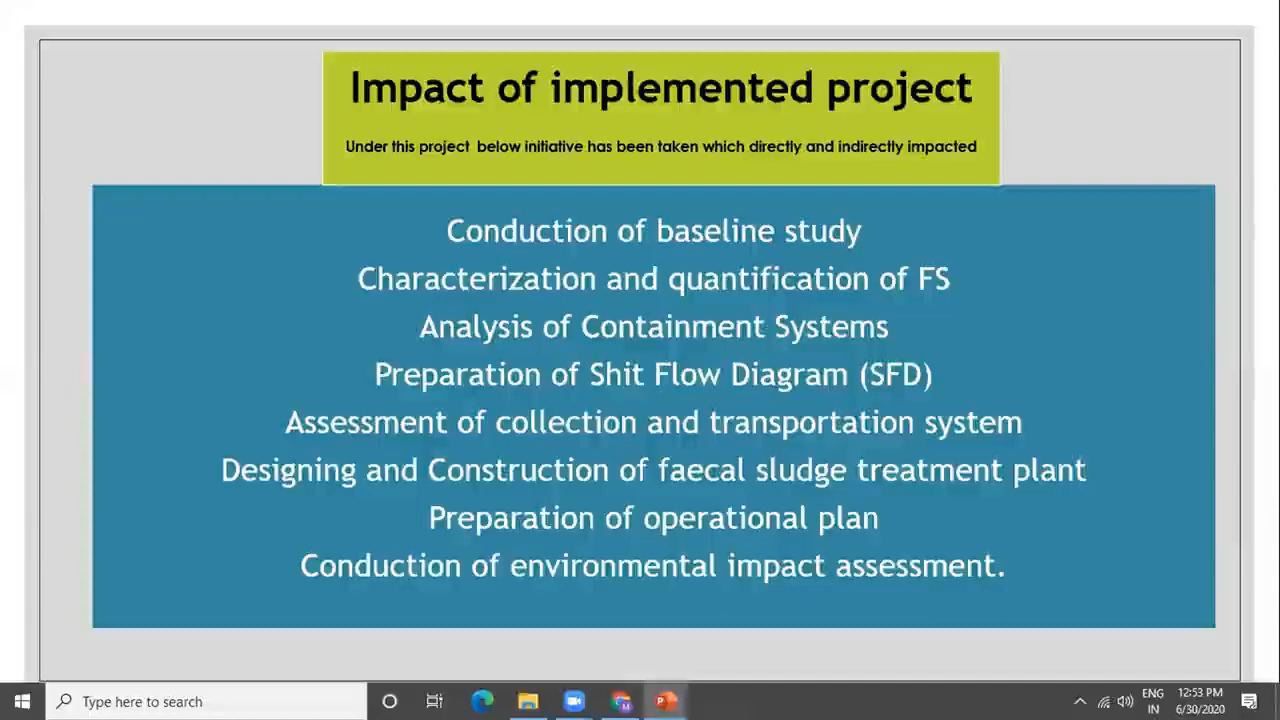 Impact of implemented project
Under this project below initiative has been taken which directly and indirectly impacted
Conduction of baseline study
Characterization and quantification of FS
Analysis of Containment Systems
Preparation of Shit Flow Diagram (SFD)
Assessment of collection and transportation system
Designing and Construction of faecal sludge treatment plant
Preparation of operational plan
Conduction of environmental impact assessment.
Type here to search
ENG
IN
12:53 PM
6/30/2020